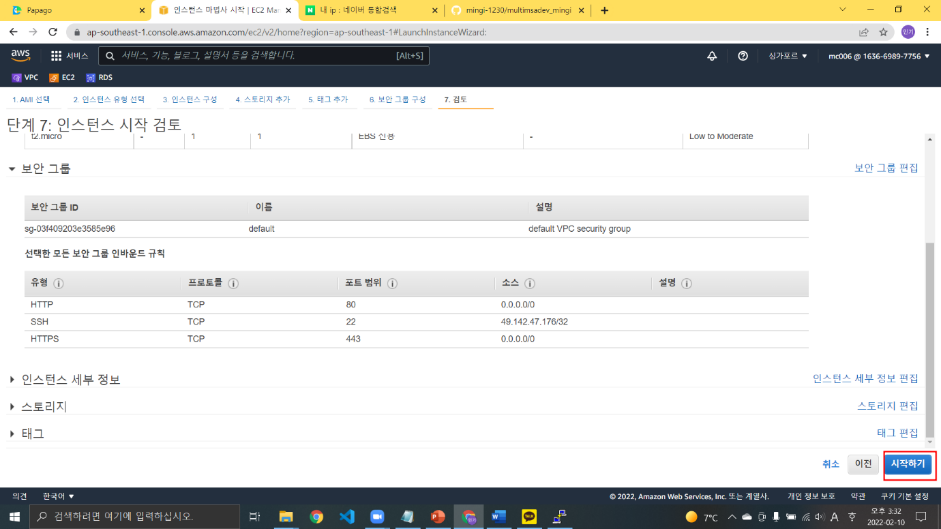 Papago
인스턴스 마법사 시작 | EC2 Mar
내 ip : 네이버 통합검색
mingi-1230/multimsadev_mingi
ap-southeast-1.console.aws.amazon.com/ec2/v2/home?region=ap-southeast-1#LaunchInstanceWizard:
민기
aws 서비스 서비스, 기능, 블로그, 설명서 등을 검색합니다. [Alt+S] 싱가포르 ▼ mc006 @ 1636-6989-7756 ▼
VPC EC2 RDS
1. AMI 선택 2. 인스턴스 유형 선택 3. 인스턴스 구성 4. 스토리지 추가 5. 태그 추가 6. 보안 그룹 구성 7. 검토
단계 7: 인스턴스 시작 검토
t2.micro - 1 1 EBS 전용 - Low to Moderate
보안 그룹 보안 그룹 편집
보안 그룹 ID 이름 설명
sg-03f409203e3585e96 default default VPC security group
선택한 모든 보안 그룹 인바운드 규칙
유형 프로토콜 포트 범위 소스 설명
HTTP TCP 80 0.0.0.0/0
SSH TCP 22 49.142.47.176/32
HTTPS TCP 443 0.0.0.0/0
인스턴스 세부 정보 인스턴스 세부 정보 편집
스토리지 스토리지 편집
태그 태그 편집
취소 이전 시작하기
의견 한국어 ▼ © 2022, Amazon Web Services, Inc. 또는 계열사. 개인 정보 보호 약관 쿠키 기본 설정
검색하려면 여기에 입력하십시오. 7°C A 오후 3:32
2022-02-10